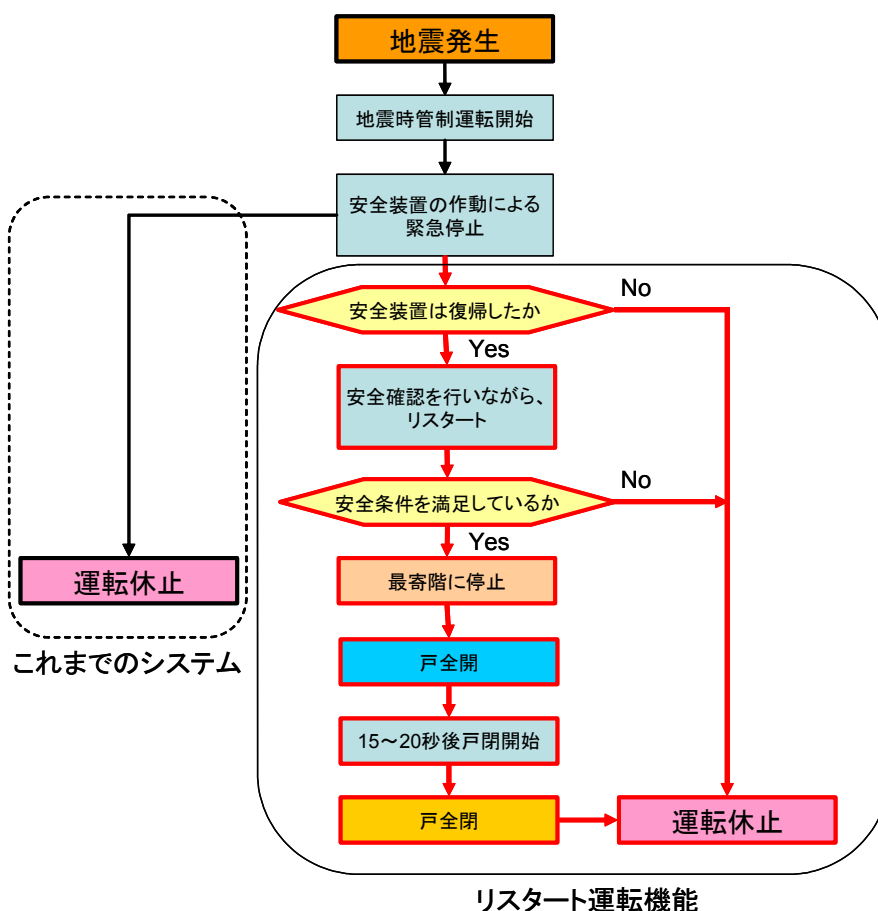 地震発生
地震時管制運転開始
安全装置の作動による
緊急停止
安全装置は復帰したか
No
Yes
安全確認を行いながら、
リスタート
安全条件を満足しているか
No
Yes
運転休止
最寄階に停止
これまでのシステム
戸全開
15～20秒後戸閉開始
戸全閉
運転休止
リスタート運転機能